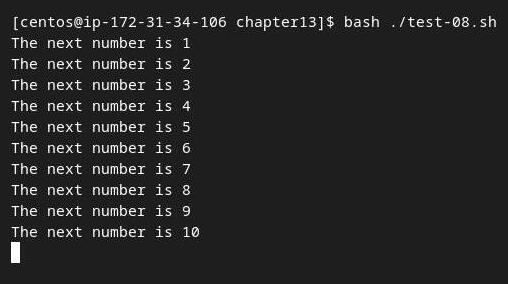 [centos@ip-172-31-34-106 chapter13]$ bash ./test-08.sh
The next number is 1
The next number is 2
The next number is 3
The next number is 4
The next number is 5
The next number is 6
The next number is 7
The next number is 8
The next number is 9
The next number is 10